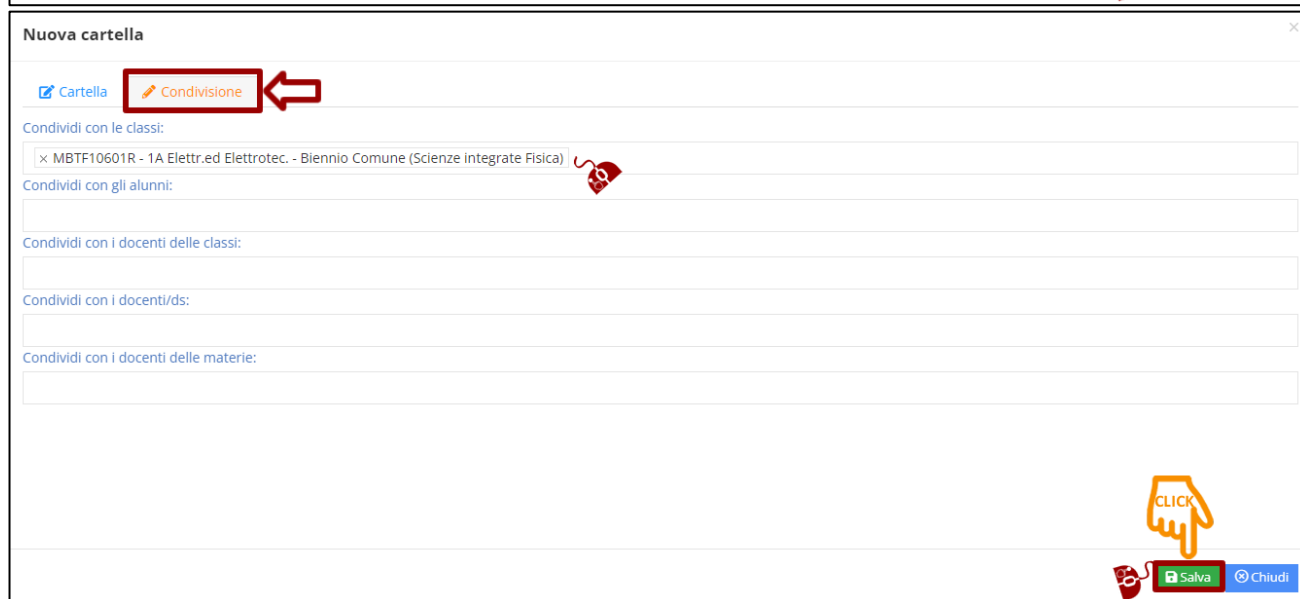 Nuova cartella
Cartella Condivisione
Condividi con le classi:
× MBTF10601R - 1A Elettr.ed Elettrotec. - Biennio Comune (Scienze integrate Fisica)
Condividi con gli alunni:
Condividi con i docenti delle classi:
Condividi con i docenti/ds:
Condividi con i docenti delle materie:
CLICK
Salva Chiudi